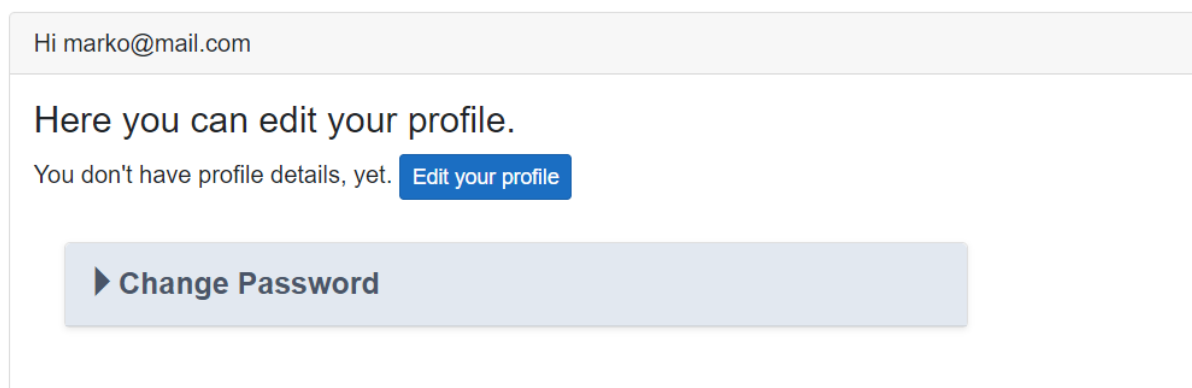 Hi marko@mail.com
Here you can edit your profile.
You don't have profile details, yet. Edit your profile
Change Password